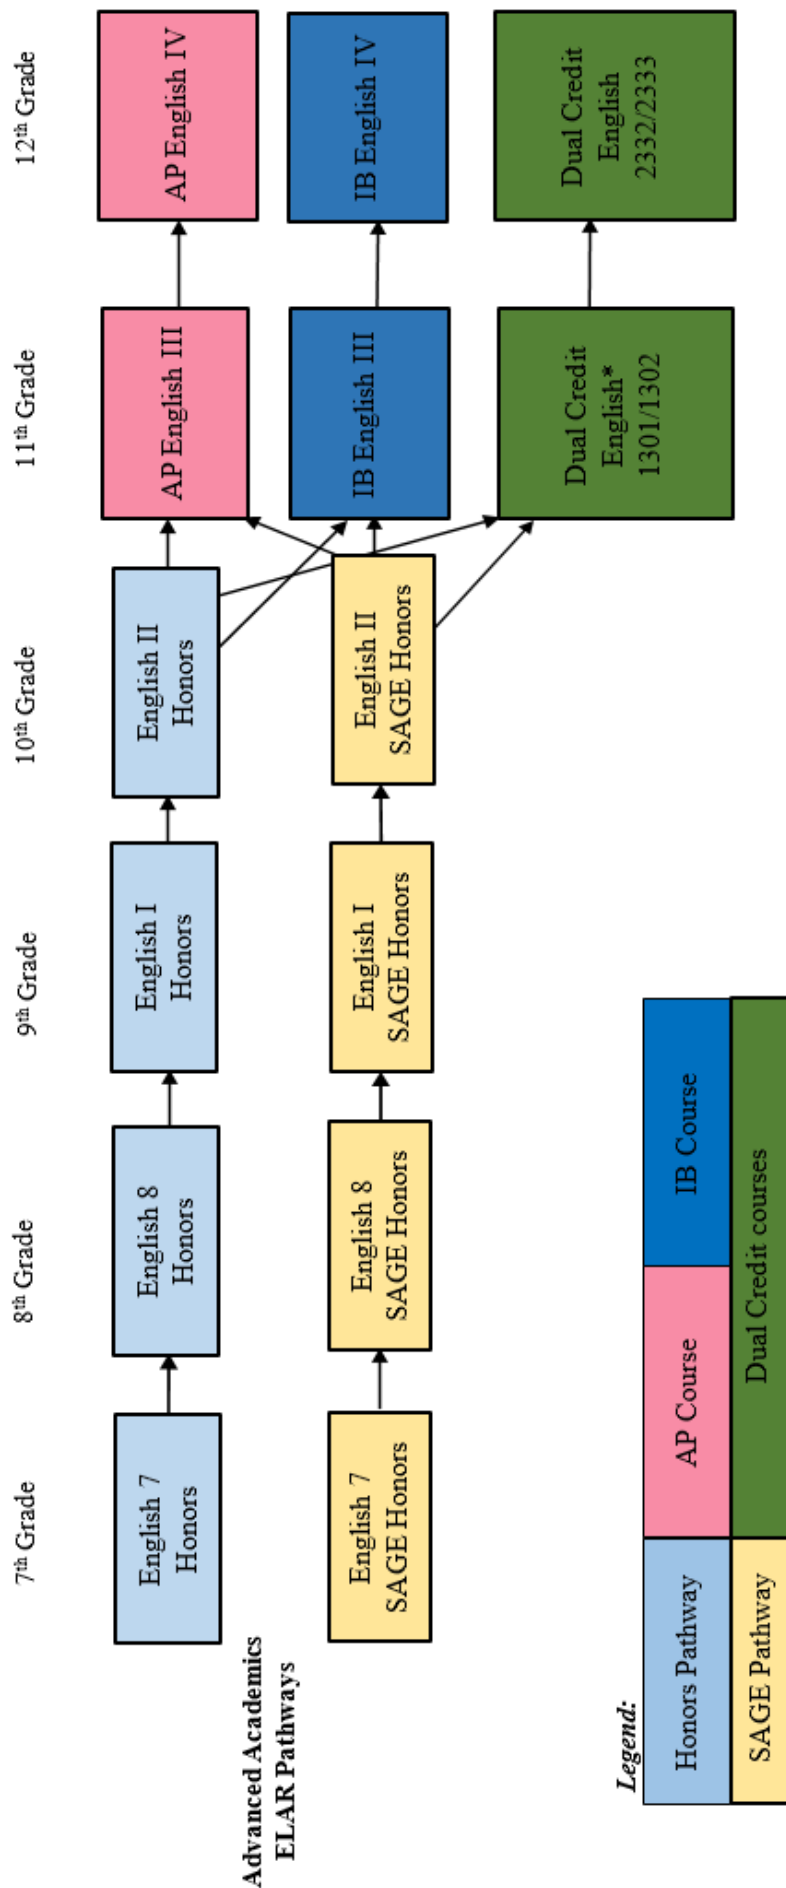 7th Grade
8th Grade
9th Grade
10th Grade
11th Grade
12th Grade
English 7
Honors
English 8
Honors
English I
Honors
English II
Honors
AP English III
AP English IV
Advanced Academics
ELAR Pathways
IB English III
IB English IV
English 7
SAGE Honors
English 8
SAGE Honors
English I
SAGE Honors
English II
SAGE Honors
Dual Credit
English*
1301/1302
Dual Credit
English
2332/2333
Legend:
Honors Pathway
AP Course
IB Course
SAGE Pathway
Dual Credit courses